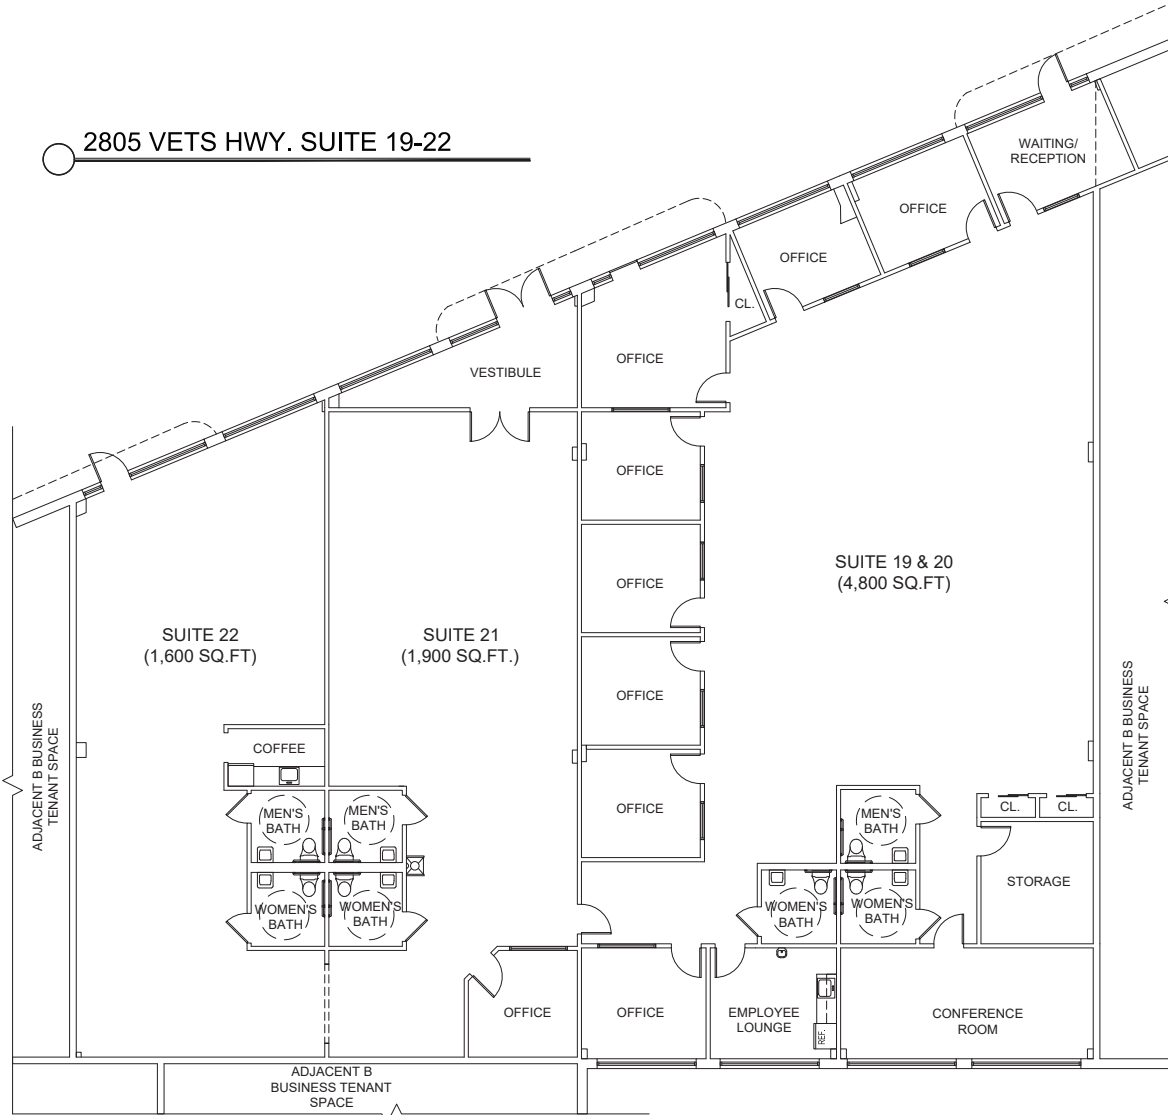 2805 VETS HWY. SUITE 19-22
WAITING/
RECEPTION
OFFICE
OFFICE
CL.
OFFICE
VESTIBULE
OFFICE
OFFICE
SUITE 19 & 20
(4,800 SQ.FT)
SUITE 22
(1,600 SQ.FT)
SUITE 21
(1,900 SQ.FT.)
OFFICE
ADJACENT B BUSINESS
TENANT SPACE
ADJACENT B BUSINESS
TENANT SPACE
COFFEE
OFFICE
MEN'S
BATH
MEN'S
BATH
MEN'S
BATH
CL.
CL.
STORAGE
WOMEN'S
BATH
WOMEN'S
BATH
WOMEN'S
BATH
WOMEN'S
BATH
OFFICE
OFFICE
EMPLOYEE
LOUNGE
REF.
CONFERENCE
ROOM
ADJACENT B
BUSINESS TENANT
SPACE